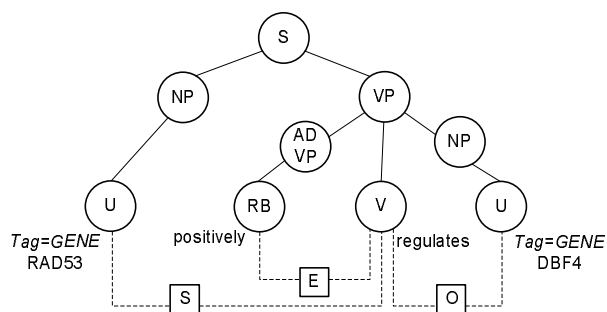 S
NP
VP
AD
VP
NP
U
RB
V
U
Tag=GENE
RAD53
positively
regulates
Tag=GENE
DBF4
E
S
O